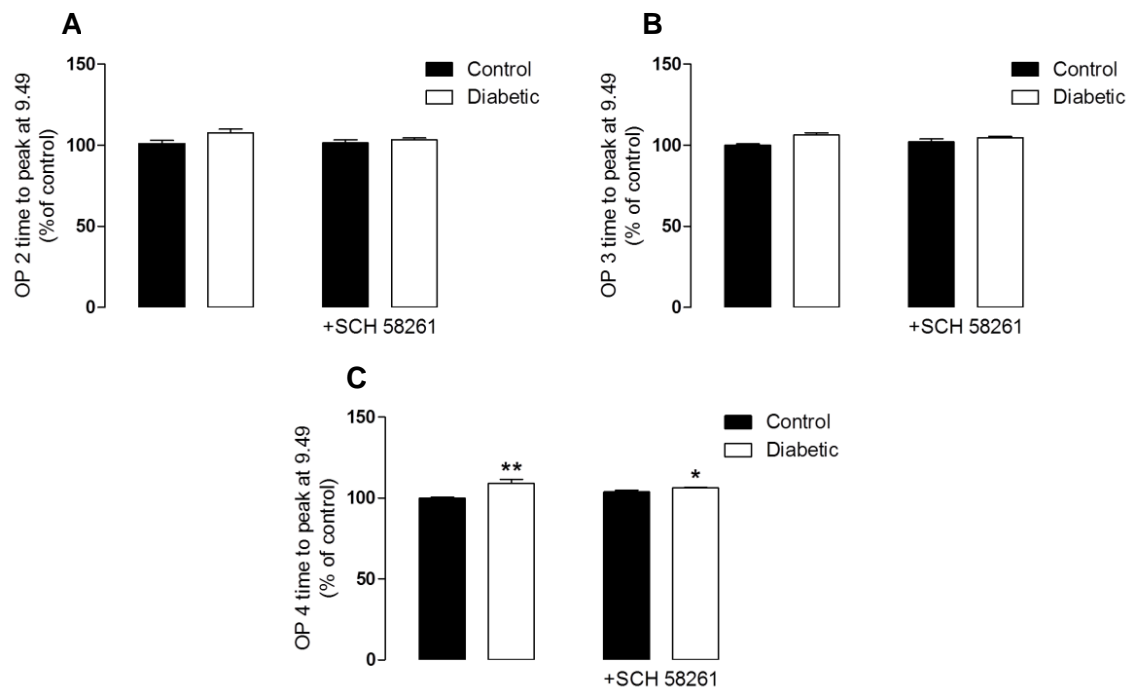 A
OP 2 time to peak at 9.49
(%of control)
150
100
50
0
Control
Diabetic
+SCH 58261
B
OP 3 time to peak at 9.49
(% of control)
150
100
50
0
Control
Diabetic
+SCH 58261
C
OP 4 time to peak at 9.49
(% of control)
150
100
50
0
**
*
Control
Diabetic
+SCH 58261